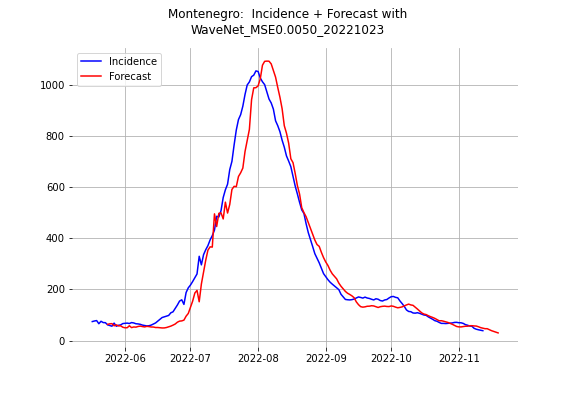 Montenegro:  Incidence + Forecast with
WaveNet_MSE0.0050_20221023
Incidence
Forecast
1000
800
600
400
200
0
2022-06 2022-07 2022-08 2022-09 2022-10 2022-11